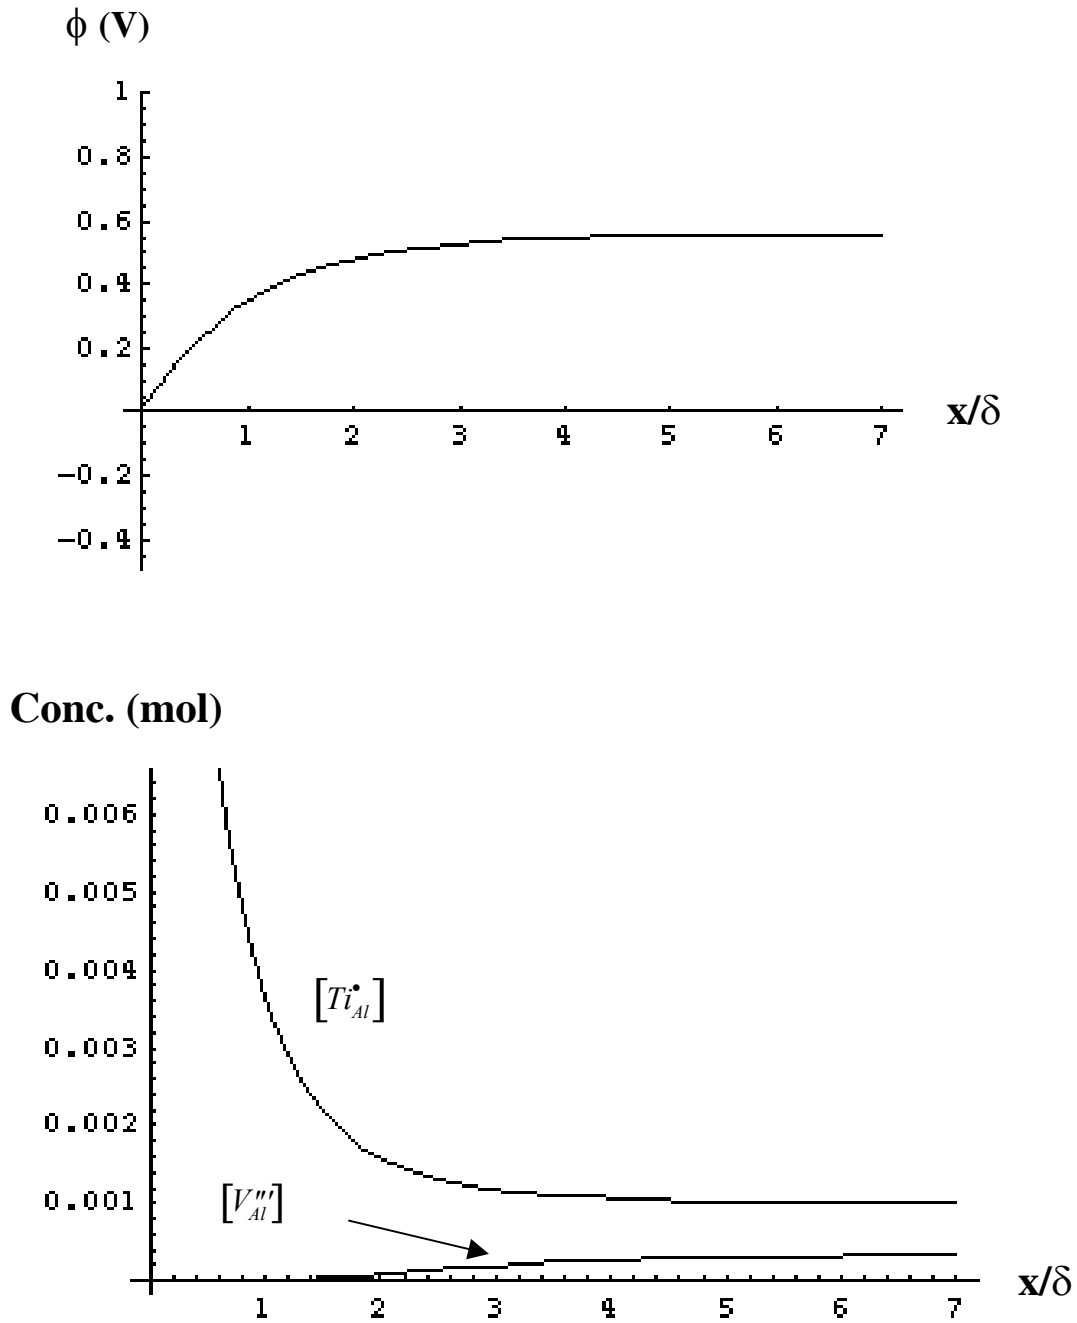 ϕ (V)
1
0.8
0.6
0.4
0.2
x/δ
1 2 3 4 5 6 7
-0.2
-0.4
Conc. (mol)
0.006
0.005
0.004
[Ti•Al]
0.003
0.002
0.001
[V'''Al]
x/δ
1 2 3 4 5 6 7